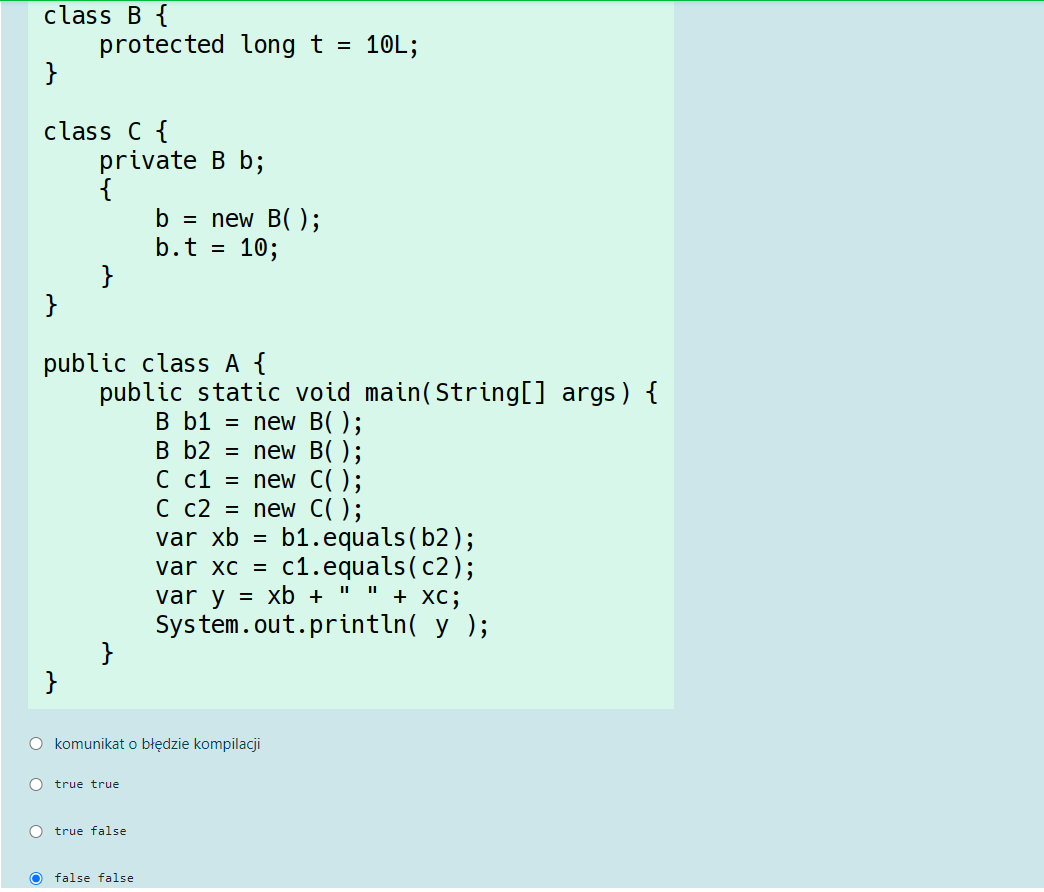 class B {
    protected long t = 10L;
}
class C {
    private B b;
    {
        b = new B();
        b.t = 10;
    }
}
public class A {
    public static void main(String[] args) {
        B b1 = new B();
        B b2 = new B();
        C c1 = new C();
        C c2 = new C();
        var xb = b1.equals(b2);
        var xc = c1.equals(c2);
        var y = xb + " " + xc;
        System.out.println( y );
    }
}
komunikat o błędzie kompilacji
true true
true false
false false